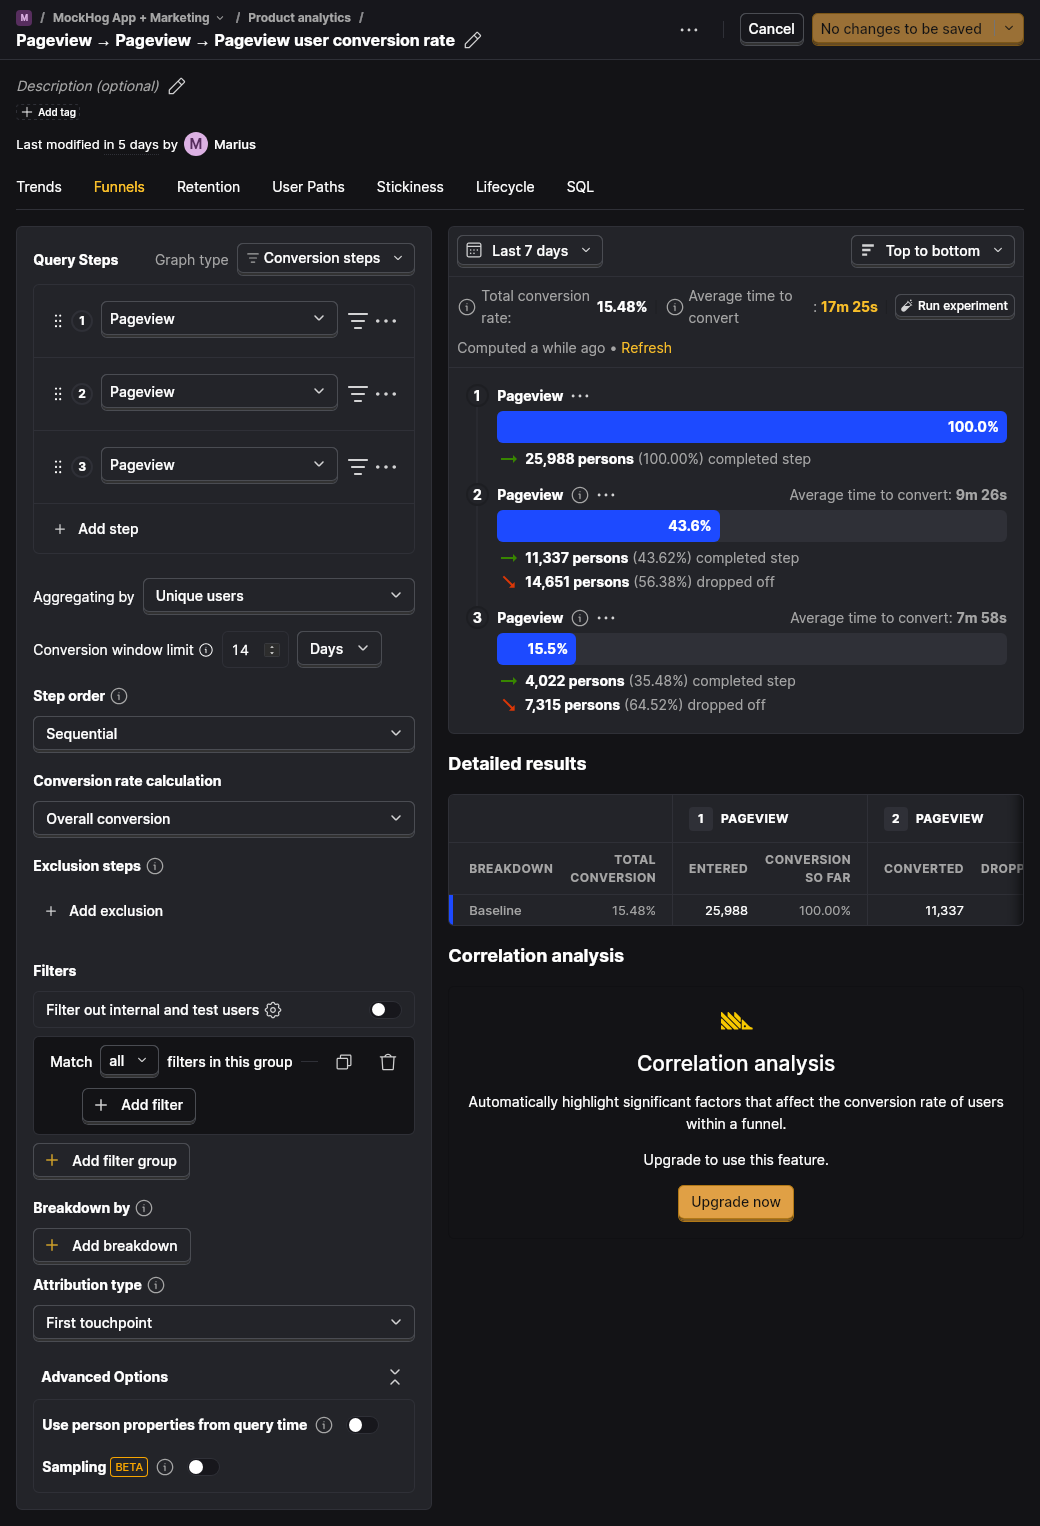 M / MockHog App + Marketing / Product analytics /
Pageview → Pageview → Pageview user conversion rate
Cancel
No changes to be saved
Description (optional)
+ Add tag
Last modified in 5 days by M Marius
Trends Funnels Retention User Paths Stickiness Lifecycle SQL
Query Steps
Graph type Conversion steps
1 Pageview
2 Pageview
3 Pageview
+ Add step
Aggregating by Unique users
Conversion window limit 14 Days
Step order
Sequential
Conversion rate calculation
Overall conversion
Exclusion steps
+ Add exclusion
Filters
Filter out internal and test users
Match all filters in this group
+ Add filter
+ Add filter group
Breakdown by
+ Add breakdown
Attribution type
First touchpoint
Advanced Options
Use person properties from query time
Sampling BETA
Last 7 days
Top to bottom
Total conversion rate: 15.48%
Average time to convert : 17m 25s
Run experiment
Computed a while ago • Refresh
1 Pageview
100.0%
→ 25,988 persons (100.00%) completed step
2 Pageview Average time to convert: 9m 26s
43.6%
→ 11,337 persons (43.62%) completed step
↘ 14,651 persons (56.38%) dropped off
3 Pageview Average time to convert: 7m 58s
15.5%
→ 4,022 persons (35.48%) completed step
↘ 7,315 persons (64.52%) dropped off
Detailed results
1 PAGEVIEW 2 PAGEVIEW
BREAKDOWN TOTAL CONVERSION ENTERED CONVERSION SO FAR CONVERTED DROPP
Baseline 15.48% 25,988 100.00% 11,337
Correlation analysis
Correlation analysis
Automatically highlight significant factors that affect the conversion rate of users
within a funnel.
Upgrade to use this feature.
Upgrade now